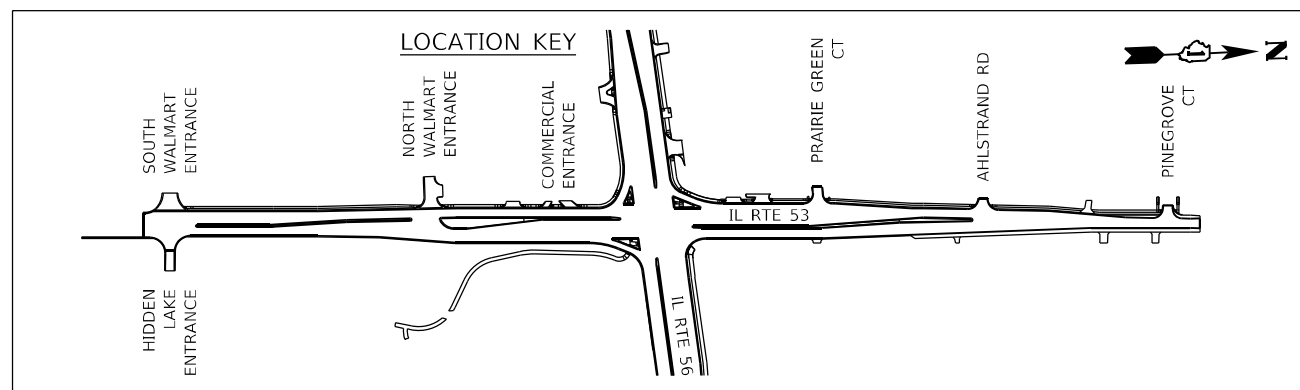 LOCATION KEY
SOUTH
WALMART
ENTRANCE
NORTH
WALMART
ENTRANCE
COMMERCIAL
ENTRANCE
PRAIRIE GREEN
CT
AHLSTRAND RD
PINEGROVE
CT
N
IL RTE 53
HIDDEN
LAKE
ENTRANCE
IL RTE 56